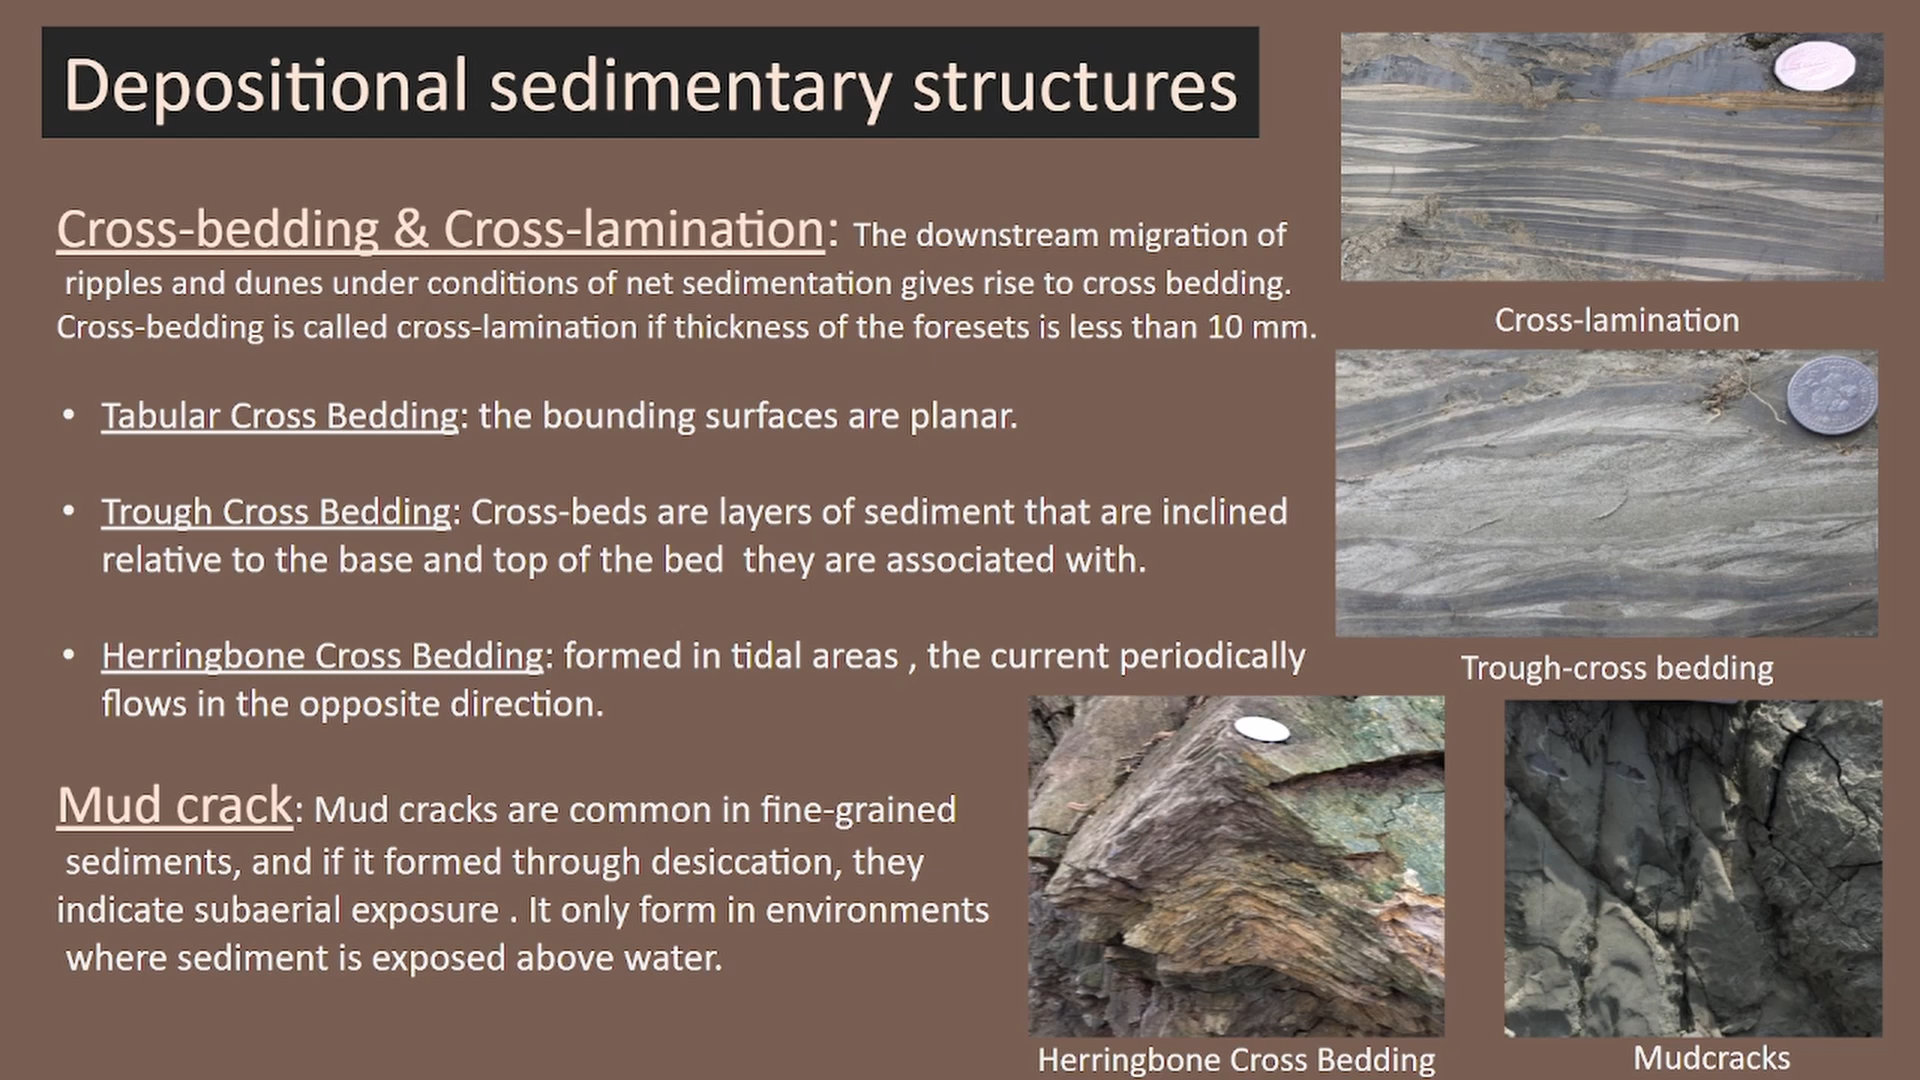 Depositional sedimentary structures
Cross-bedding & Cross-lamination: The downstream migration of
ripples and dunes under conditions of net sedimentation gives rise to cross bedding.
Cross-bedding is called cross-lamination if thickness of the foresets is less than 10 mm.
• Tabular Cross Bedding: the bounding surfaces are planar.
• Trough Cross Bedding: Cross-beds are layers of sediment that are inclined
relative to the base and top of the bed  they are associated with.
• Herringbone Cross Bedding: formed in tidal areas , the current periodically
flows in the opposite direction.
Mud crack: Mud cracks are common in fine-grained
sediments, and if it formed through desiccation, they
indicate subaerial exposure . It only form in environments
where sediment is exposed above water.
Cross-lamination
Trough-cross bedding
Herringbone Cross Bedding
Mudcracks